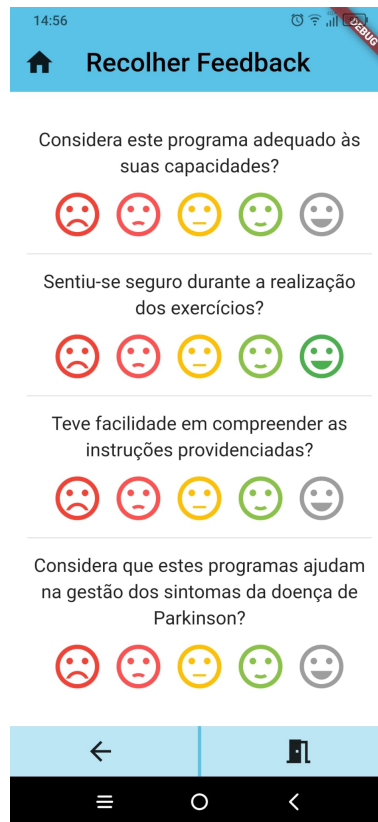 14:56
DEBUG
Recolher Feedback
Considera este programa adequado às
suas capacidades?
Sentiu-se seguro durante a realização
dos exercícios?
Teve facilidade em compreender as
instruções providenciadas?
Considera que estes programas ajudam
na gestão dos sintomas da doença de
Parkinson?